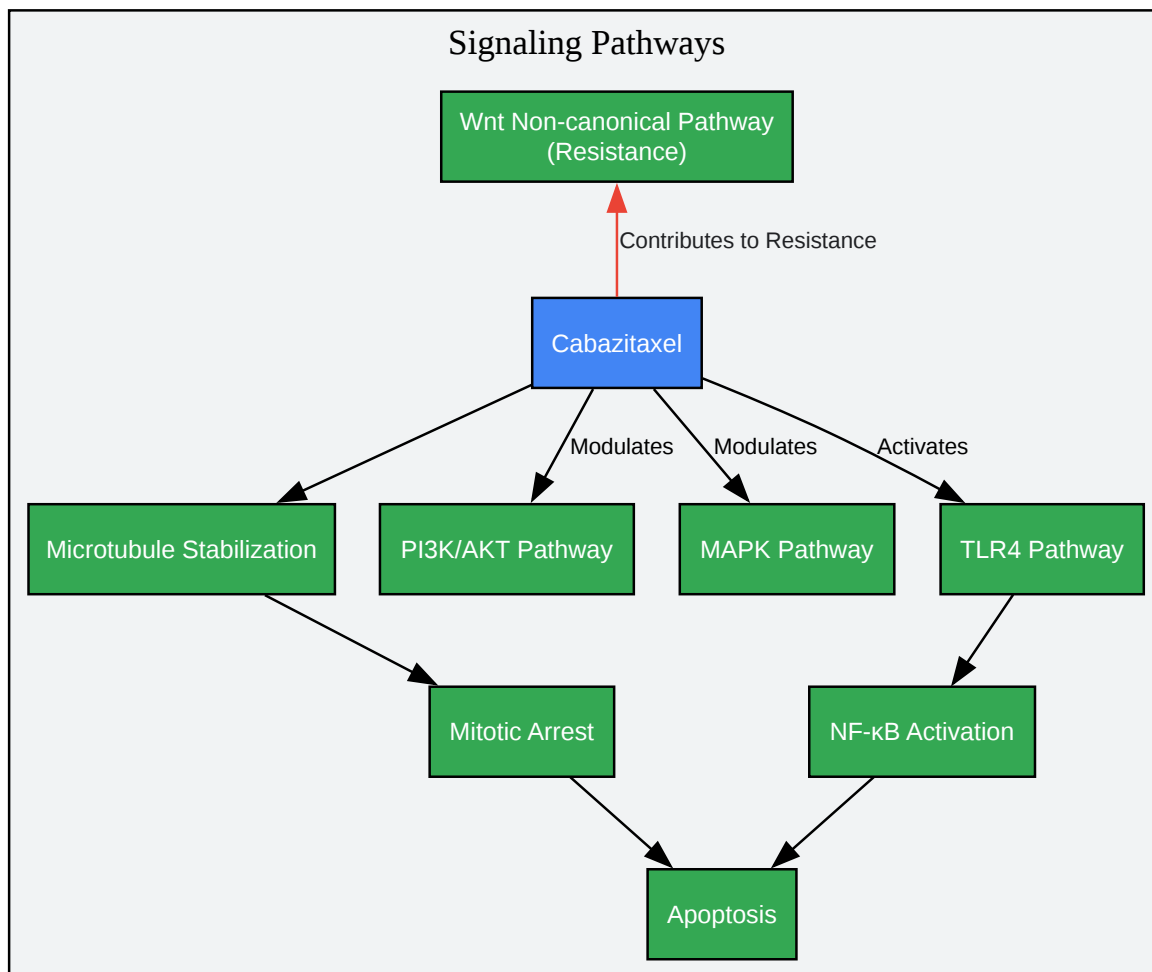 Signaling Pathways
Wnt Non-canonical Pathway
(Resistance)
Contributes to Resistance
Cabazitaxel
Modulates
Modulates
Activates
Microtubule Stabilization
PI3K/AKT Pathway
MAPK Pathway
TLR4 Pathway
Mitotic Arrest
NF-κB Activation
Apoptosis